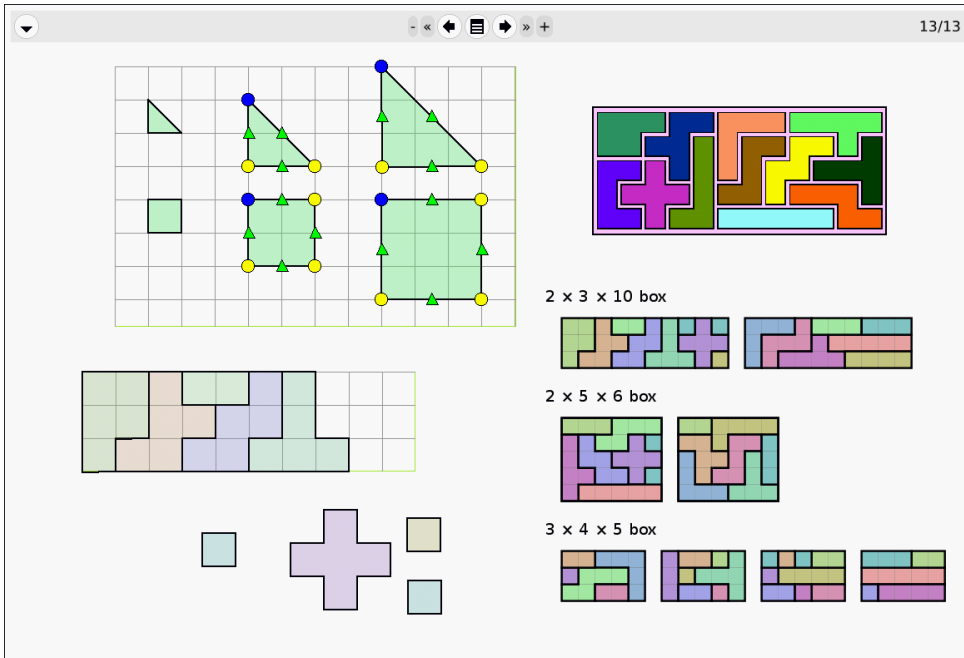 - « » +
13/13
2 × 3 × 10 box
2 × 5 × 6 box
3 × 4 × 5 box